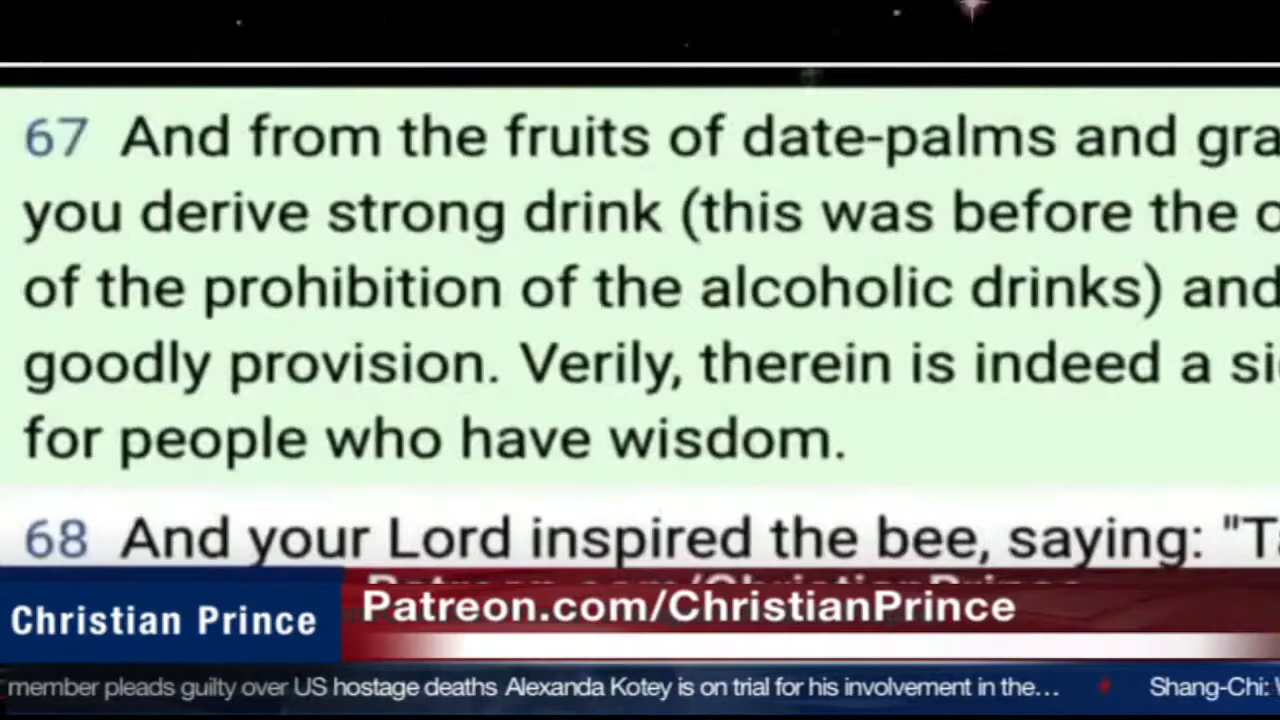 67 And from the fruits of date-palms and gra
you derive strong drink (this was before the o
of the prohibition of the alcoholic drinks) and
goodly provision. Verily, therein is indeed a si
for people who have wisdom.
68 And your Lord inspired the bee, saying: "Ta
Patreon.com/ChristianPrince
Christian Prince
member pleads guilty over US hostage deaths Alexanda Kotey is on trial for his involvement in the… Shang-Chi: